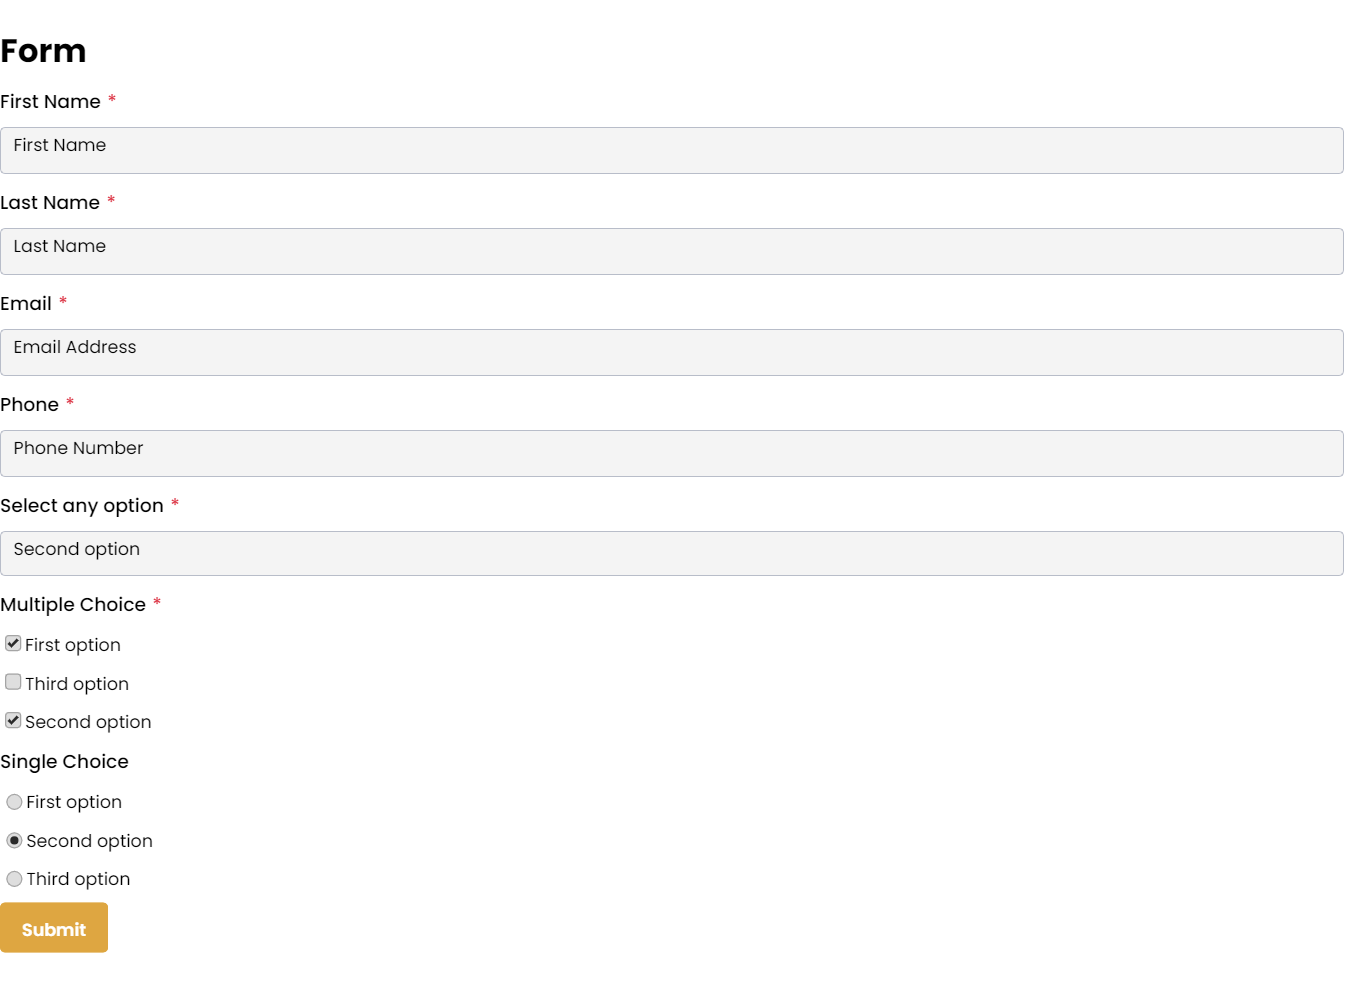 Form
First Name *
First Name
Last Name *
Last Name
Email *
Email Address
Phone *
Phone Number
Select any option *
Second option
Multiple Choice *
First option
Third option
Second option
Single Choice
First option
Second option
Third option
Submit